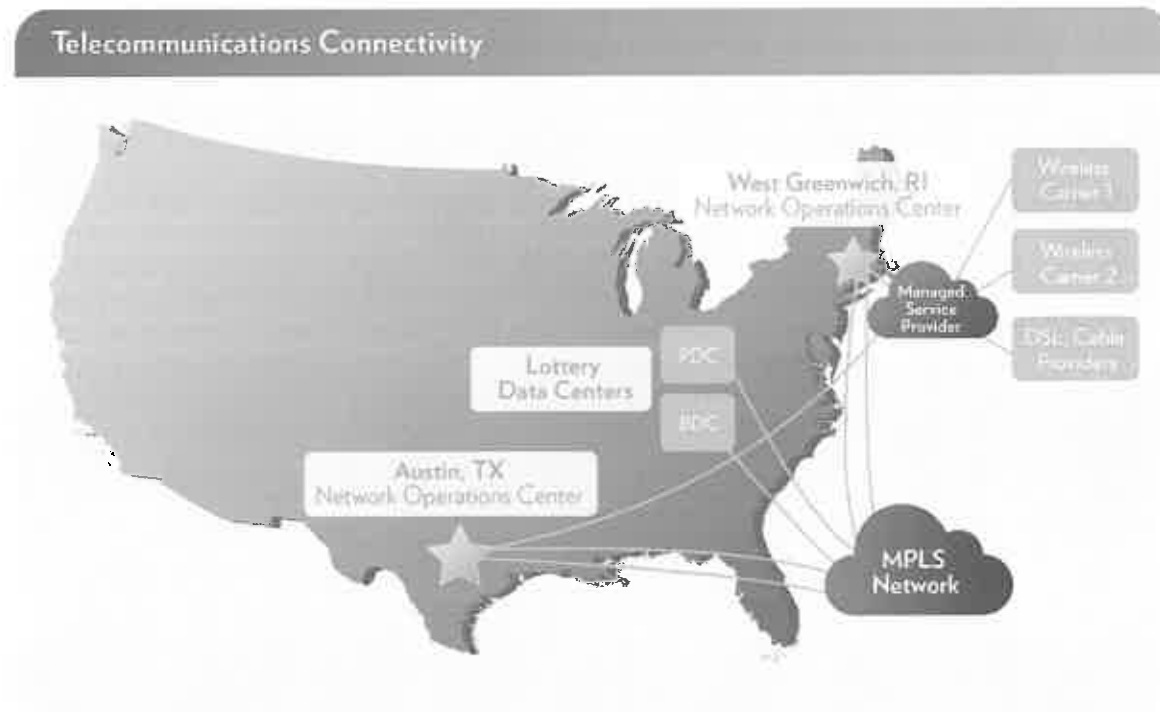 Telecommunications Connectivity
West Greenwich, RI
Network Operations Center
Wireless
Carrier 1
Wireless
Carrier 2
Managed
Service
Provider
DSL, Cable
Providers
Lottery
Data Centers
PDC
BDC
Austin, TX
Network Operations Center
MPLS
Network